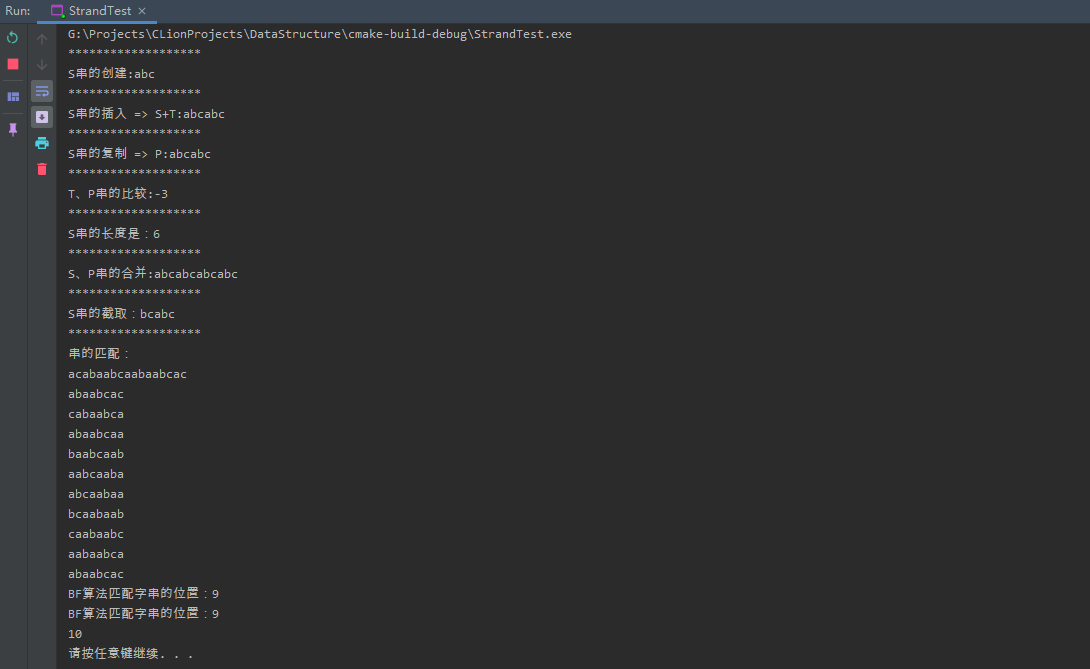 Run: StrandTest ×
G:\Projects\CLionProjects\DataStructure\cmake-build-debug\StrandTest.exe
*******************
S串的创建:abc
*******************
S串的插入 => S+T:abcabc
*******************
S串的复制 => P:abcabc
*******************
T、P串的比较:-3
*******************
S串的长度是：6
*******************
S、P串的合并:abcabcabcabc
*******************
S串的截取：bcabc
*******************
串的匹配：
acabaabcaabaabcac
abaabcac
cabaabca
abaabcaa
baabcaab
aabcaaba
abcaabaa
bcaabaab
caabaabc
aabaabca
abaabcac
BF算法匹配字串的位置：9
BF算法匹配字串的位置：9
10
请按任意键继续. . .